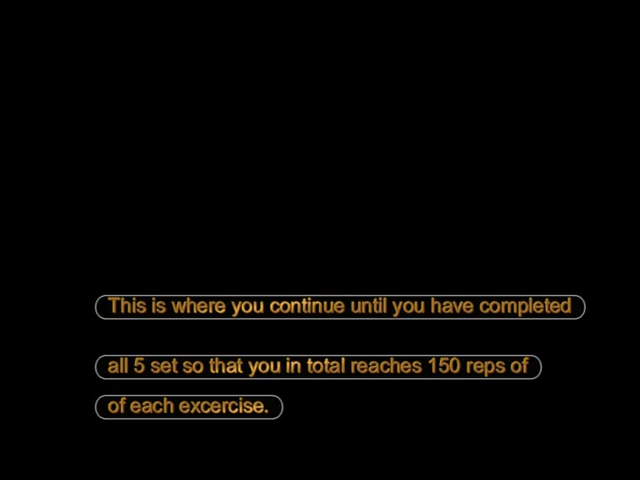 This is where you continue until you have completed
all 5 set so that you in total reaches 150 reps of
of each excercise.